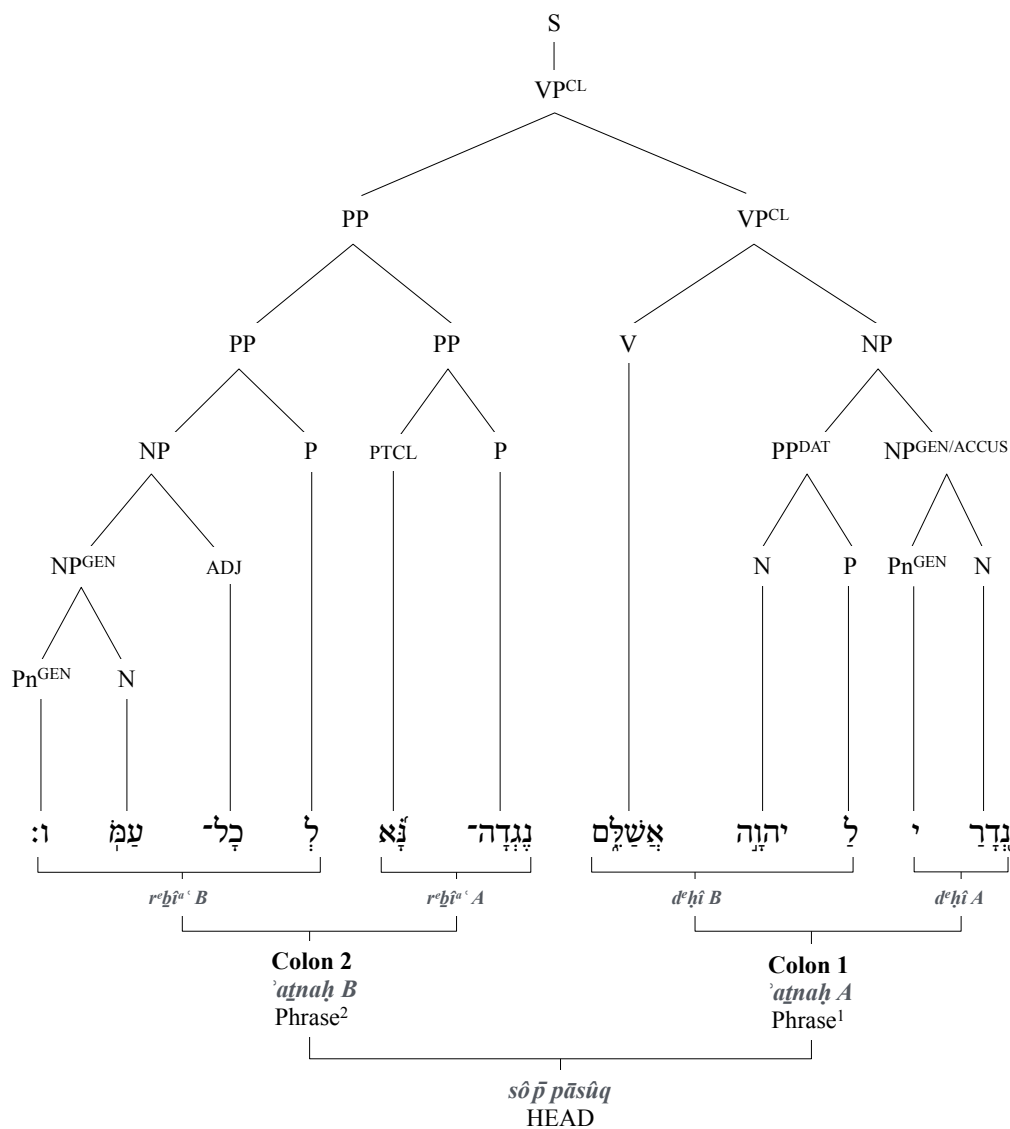 S
VP^CL
PP VP^CL
PP PP V NP
NP P PTCL P PP^DAT NP^GEN/ACCUS
NP^GEN ADJ N P Pn^GEN N
Pn^GEN N
נְ֭דָרַ י לַ יהוָ֣ה אֲשַׁלֵּ֑ם נֶגְדָה־ נָּ֝֗א לְ כָל־ עַמֹּֽ ו׃
rᵉḇîᵃʿ B rᵉḇîᵃʿ A dᵉḥî B dᵉḥî A
Colon 2 Colon 1
ʾaṯnaḥ B ʾaṯnaḥ A
Phrase² Phrase¹
sôp̄ pāsûq
HEAD